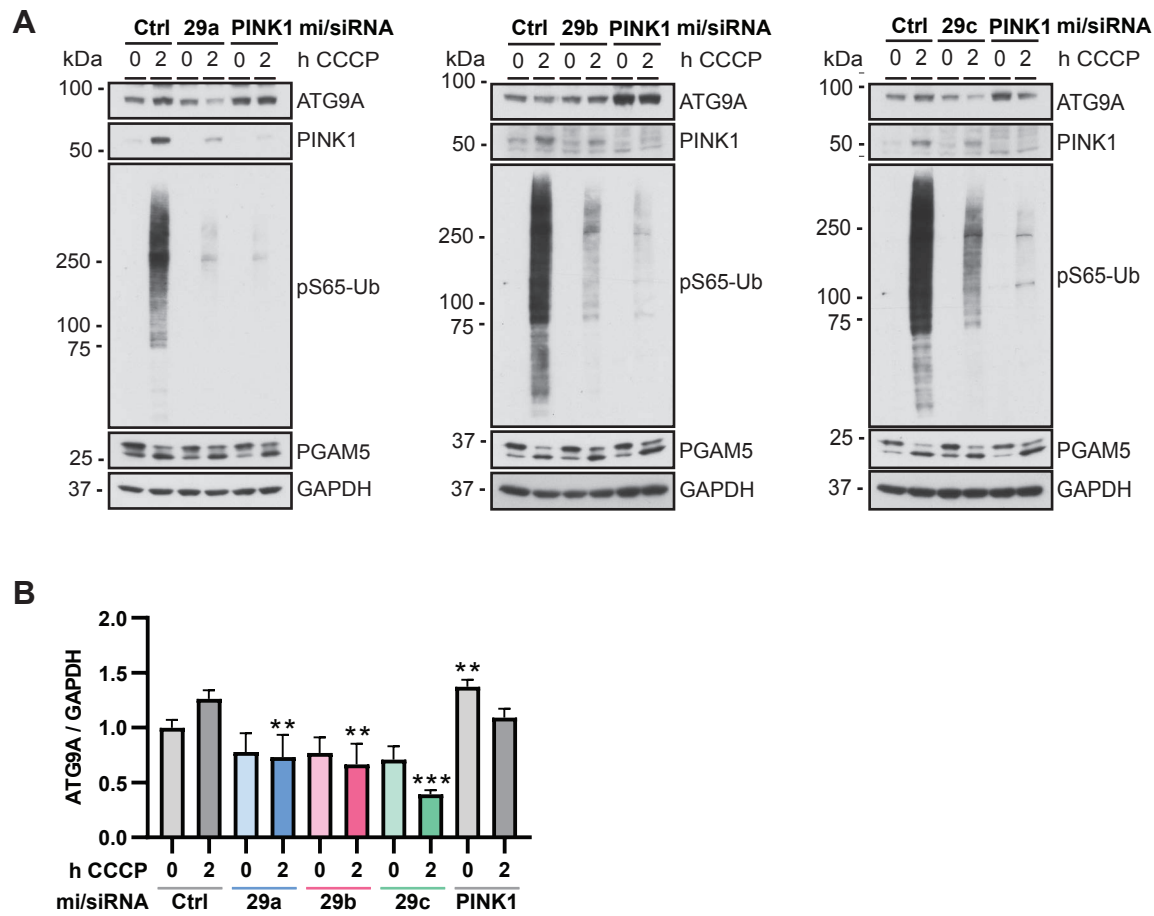 A
Ctrl 29a PINK1 mi/siRNA
kDa 0 2 0 2 0 2 h CCCP
100 - ATG9A
50 - PINK1
250 -
pS65-Ub
100 -
75 -
25 - PGAM5
37 - GAPDH
Ctrl 29b PINK1 mi/siRNA
kDa 0 2 0 2 0 2 h CCCP
100 - ATG9A
50 - PINK1
250 -
pS65-Ub
100 -
75 -
37 - PGAM5
37 - GAPDH
Ctrl 29c PINK1 mi/siRNA
kDa 0 2 0 2 0 2 h CCCP
100 - ATG9A
50 - PINK1
250 -
pS65-Ub
100 -
75 -
25 - PGAM5
37 - GAPDH
B
ATG9A / GAPDH
2.0
1.5
1.0
0.5
0.0
** ** *** **
h CCCP 0 2 0 2 0 2 0 2 0 2
mi/siRNA Ctrl 29a 29b 29c PINK1